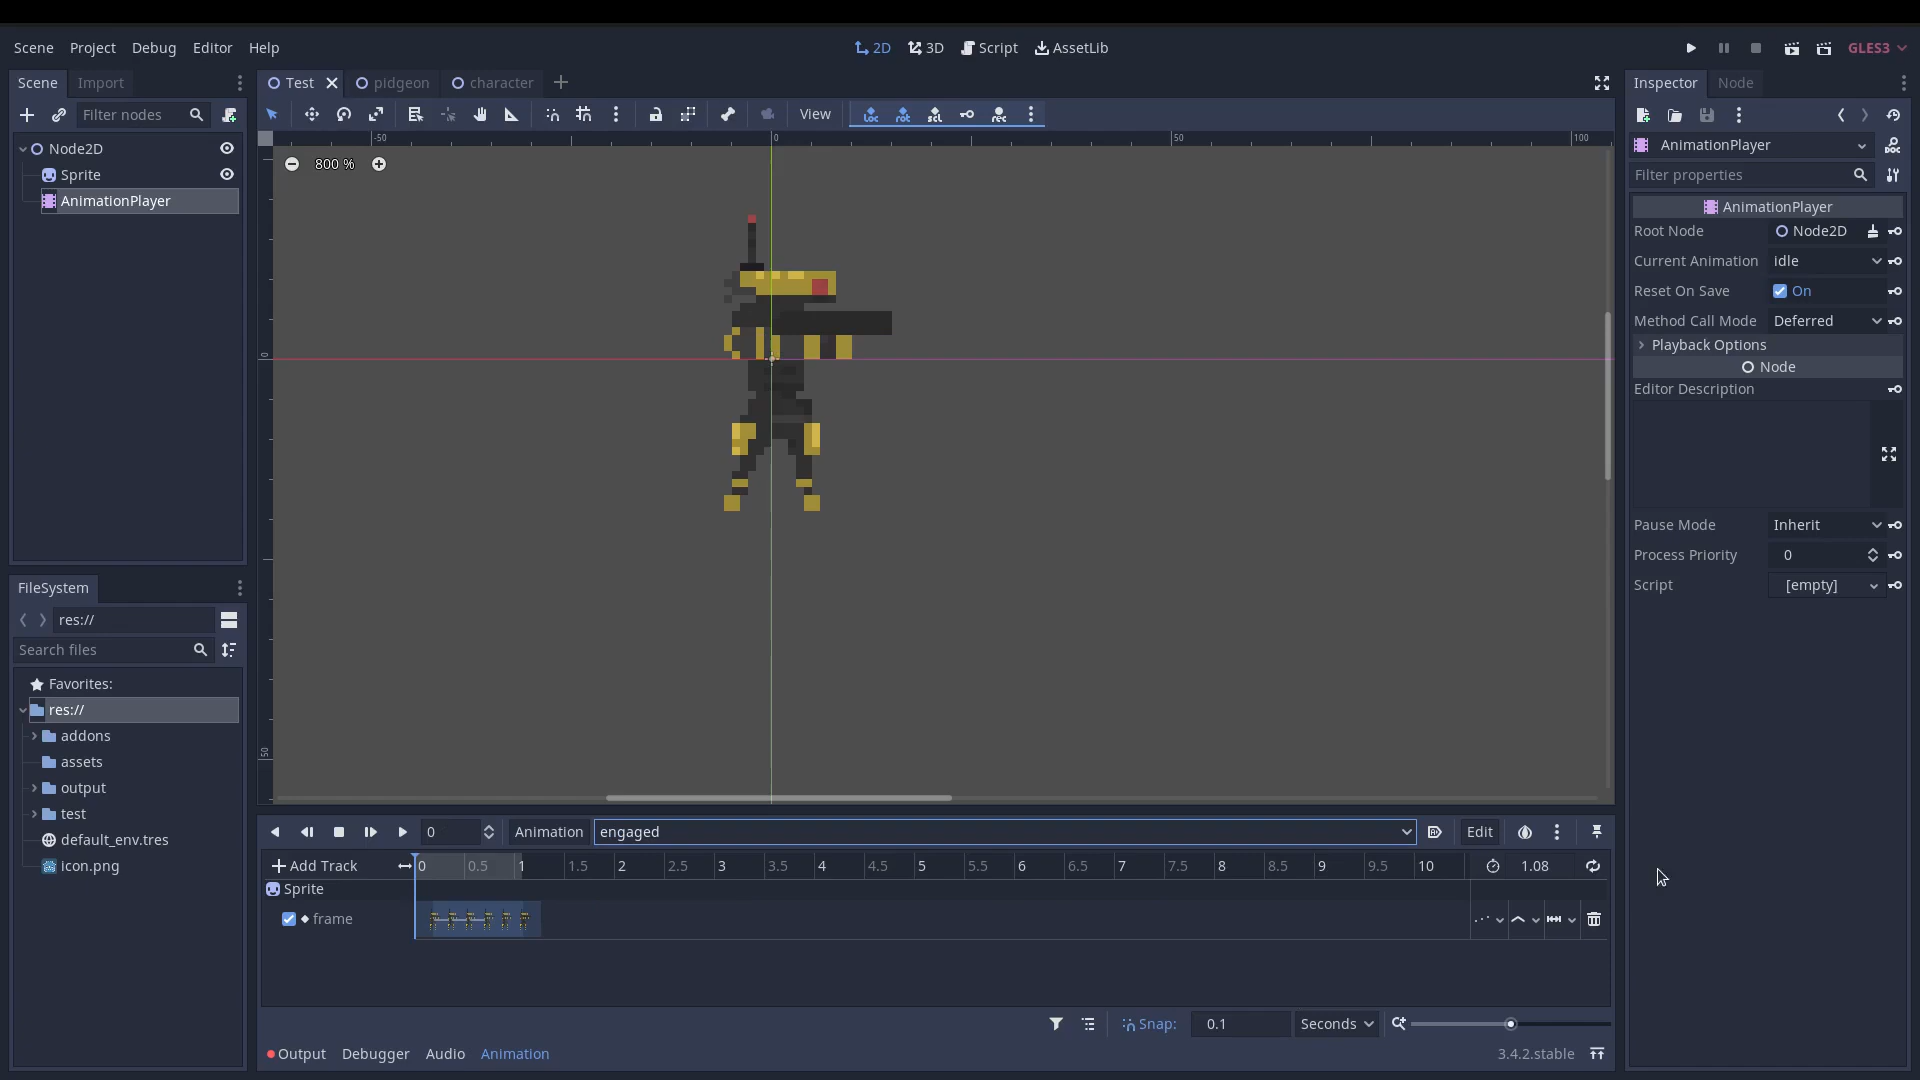 Scene Project Debug Editor Help 2D 3D Script AssetLib GLES3
Scene Import Test pidgeon character Inspector Node
Filter nodes View
AnimationPlayer
Filter properties
Node2D
Sprite
AnimationPlayer
-50 0 50 100
800 %
0
50
AnimationPlayer
Root Node Node2D
Current Animation idle
Reset On Save On
Method Call Mode Deferred
Playback Options
Node
Editor Description
Pause Mode Inherit
Process Priority 0
Script [empty]
FileSystem
res://
Search files
Favorites:
res://
addons
assets
output
test
default_env.tres
icon.png
0 Animation engaged Edit
Add Track 0 0.5 1 1.5 2 2.5 3 3.5 4 4.5 5 5.5 6 6.5 7 7.5 8 8.5 9 9.5 10 1.08
Sprite
frame
Snap: 0.1 Seconds
Output Debugger Audio Animation 3.4.2.stable